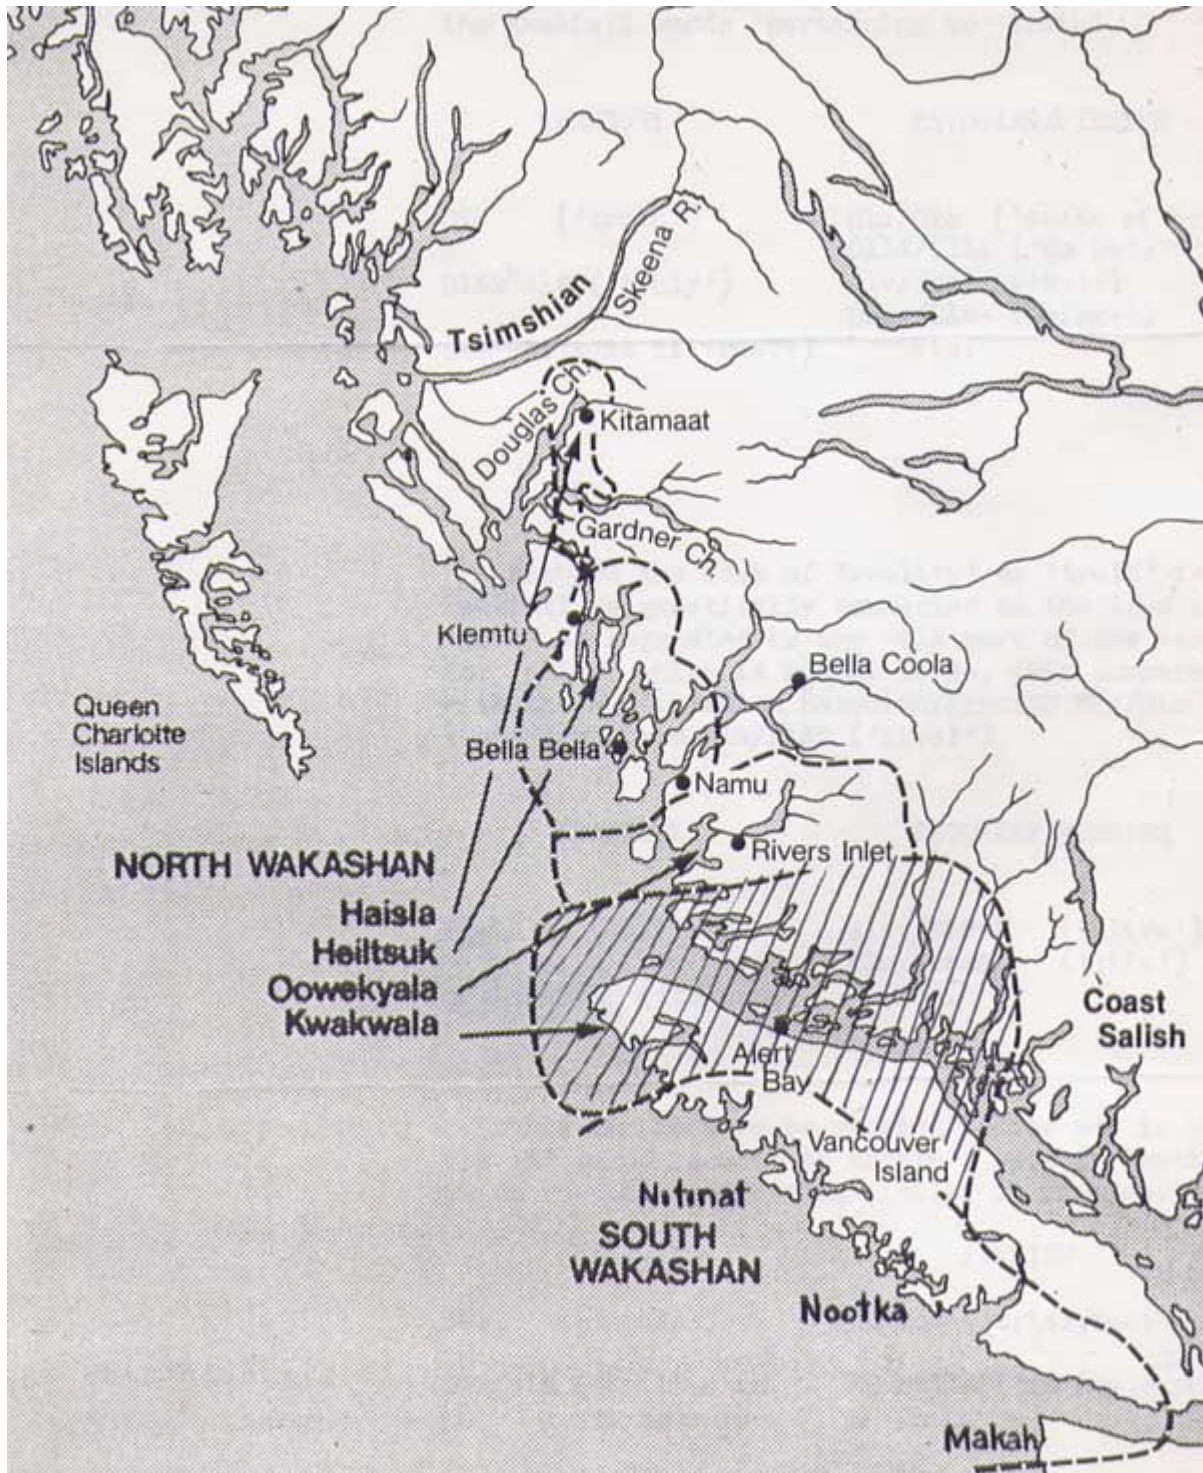 Skeena R.
Tsimshian
Douglas Ch.
Kitamaat
Gardner Ch.
Klemtu
Bella Coola
Queen
Charlotte
Islands
Bella Bella
Namu
Rivers Inlet
NORTH WAKASHAN
Haisla
Heiltsuk
Oowekyala
Kwakwala
Coast
Salish
Alert
Bay
Vancouver
Island
Nitinat
SOUTH
WAKASHAN
Nootka
Makah